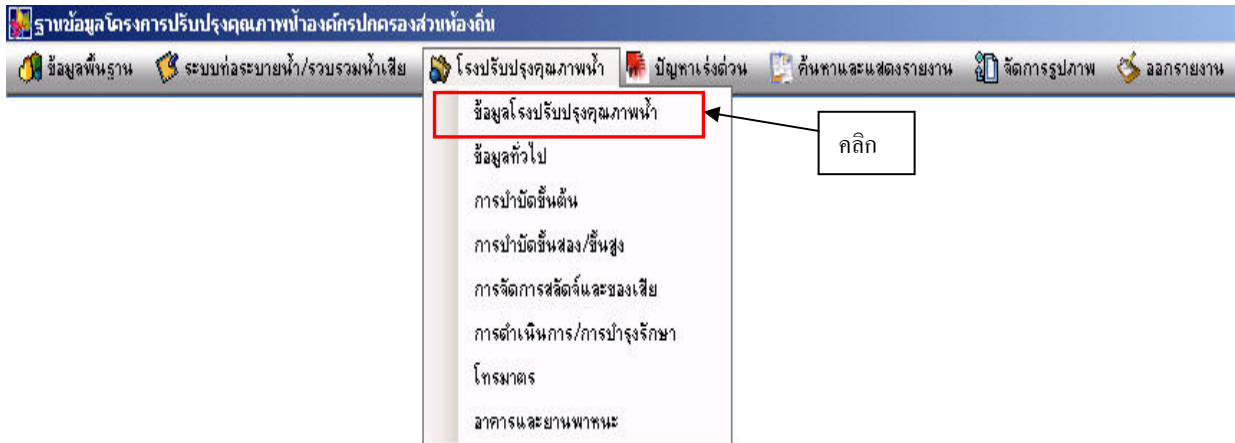 ฐานข้อมูลโครงการปรับปรุงคุณภาพน้ำองค์กรปกครองส่วนท้องถิ่น
ข้อมูลพื้นฐาน ระบบท่อระบายน้ำ/รวบรวมน้ำเสีย โรงปรับปรุงคุณภาพน้ำ ปัญหาเร่งด่วน ค้นหาและแสดงรายงาน จัดการรูปภาพ ออกรายงาน
ข้อมูลโรงปรับปรุงคุณภาพน้ำ
คลิก
ข้อมูลทั่วไป
การบำบัดขั้นต้น
การบำบัดขั้นสอง/ขั้นสูง
การจัดการสลัดจ์และของเสีย
การดำเนินการ/การบำรุงรักษา
โทรมาตร
อาคารและยานพาหนะ